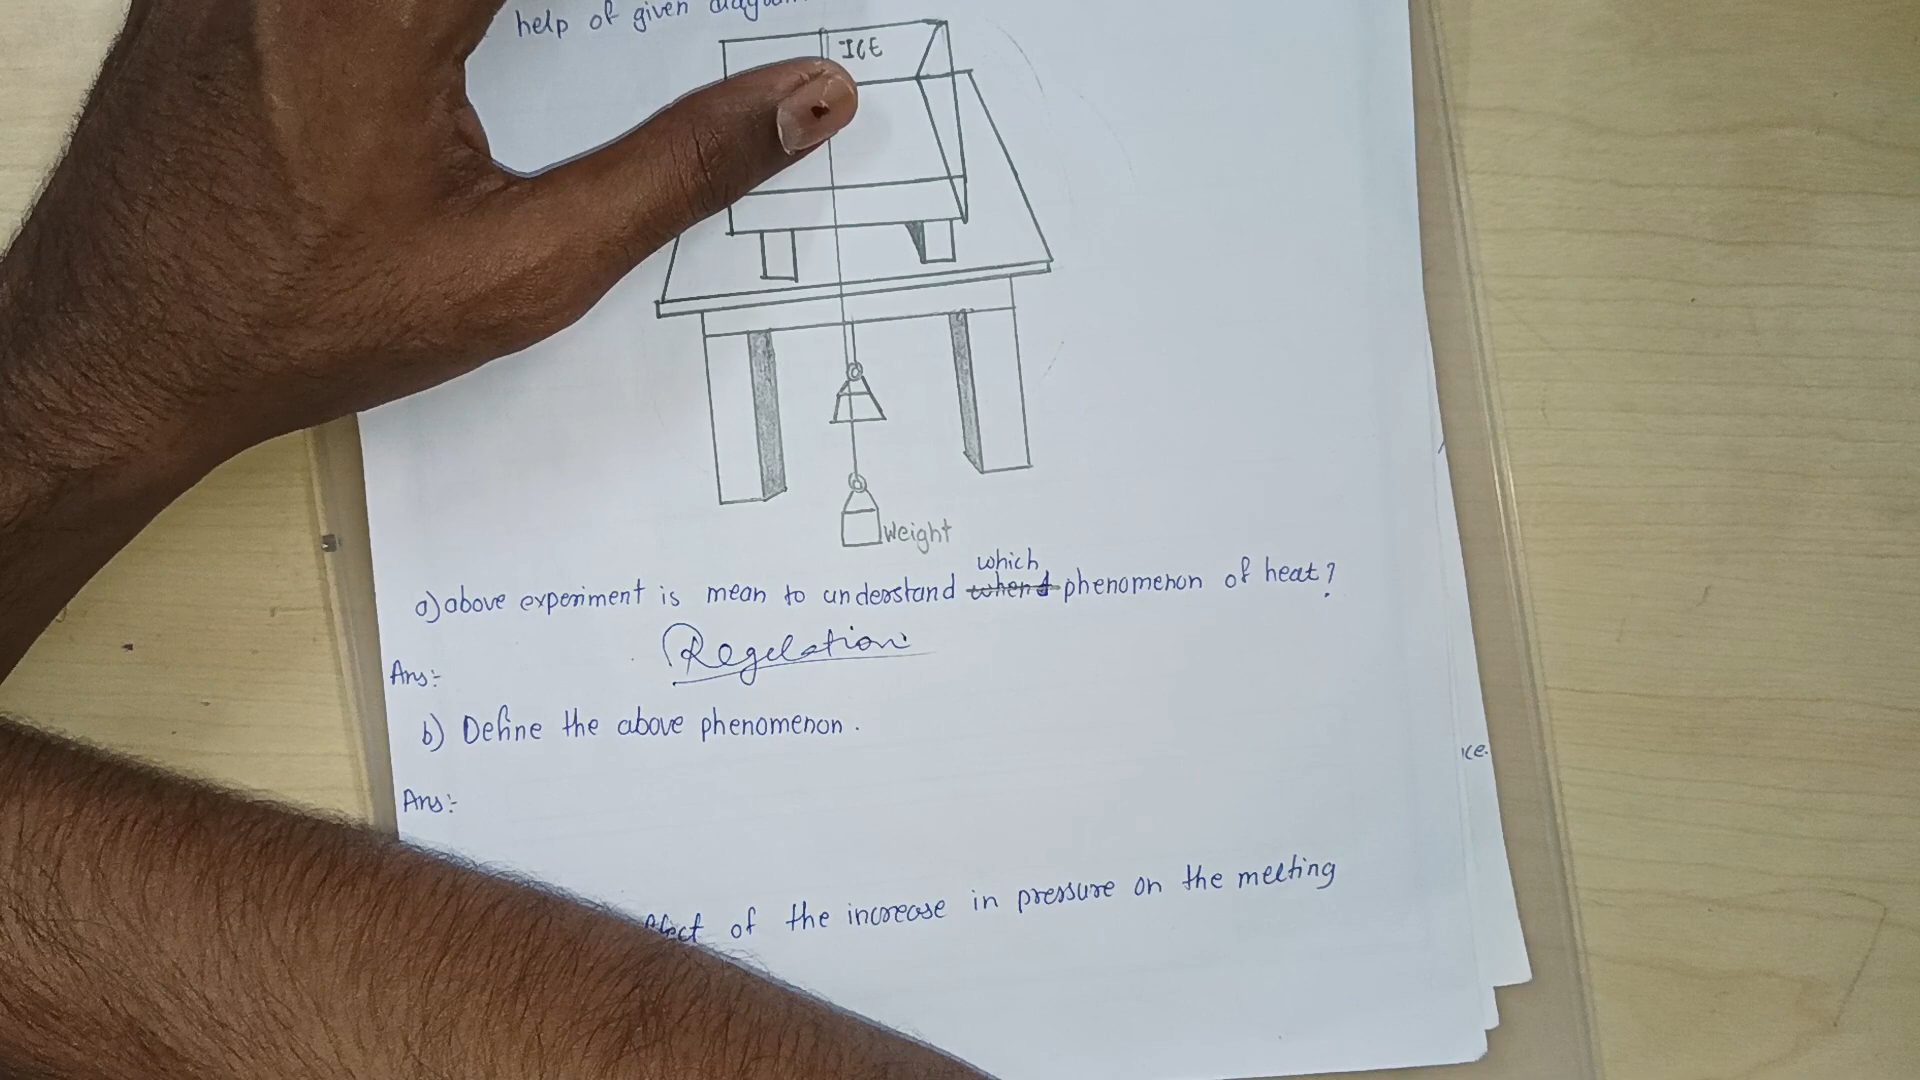 help of given
ICE
weight
which
a) above experiment is mean to understand when phenomenon of heat?
Regelation
Ans:-
b) Define the above phenomenon.
ice.
Ans:-
of the increase in pressure on the melting